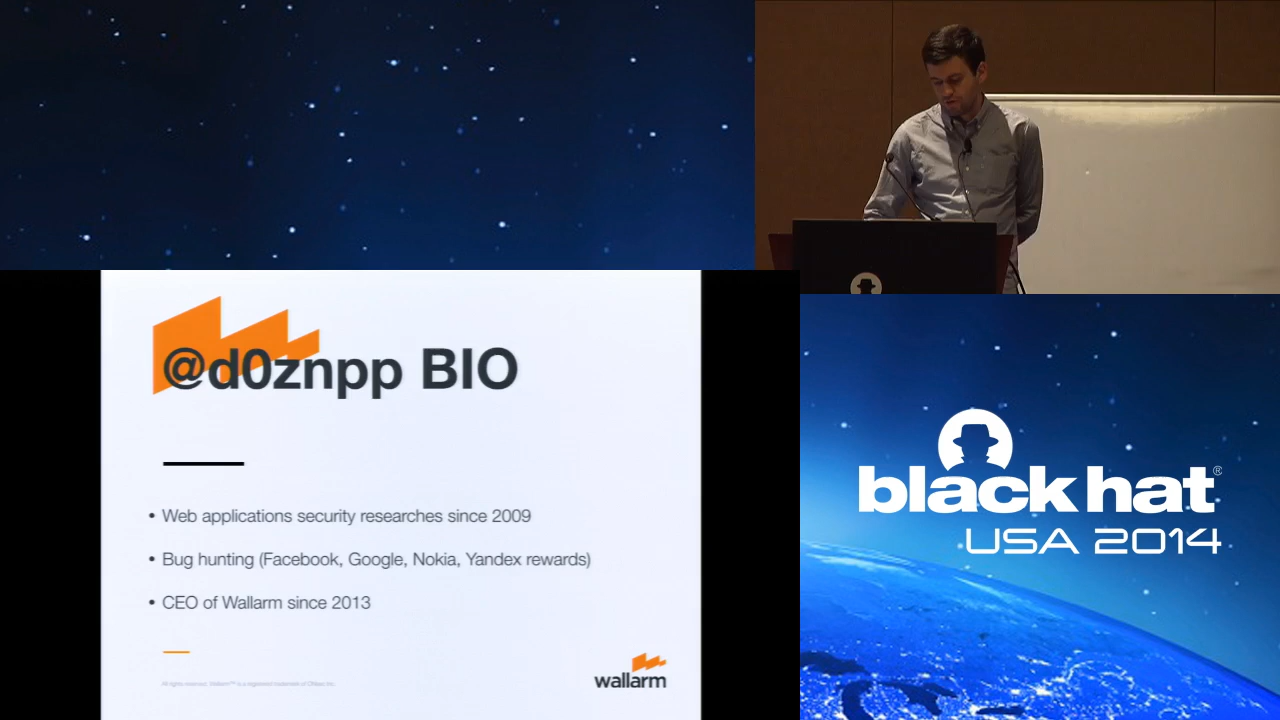 @d0znpp BIO
• Web applications security researches since 2009
• Bug hunting (Facebook, Google, Nokia, Yandex rewards)
• CEO of Wallarm since 2013
wallarm
black hat®
USA 2014